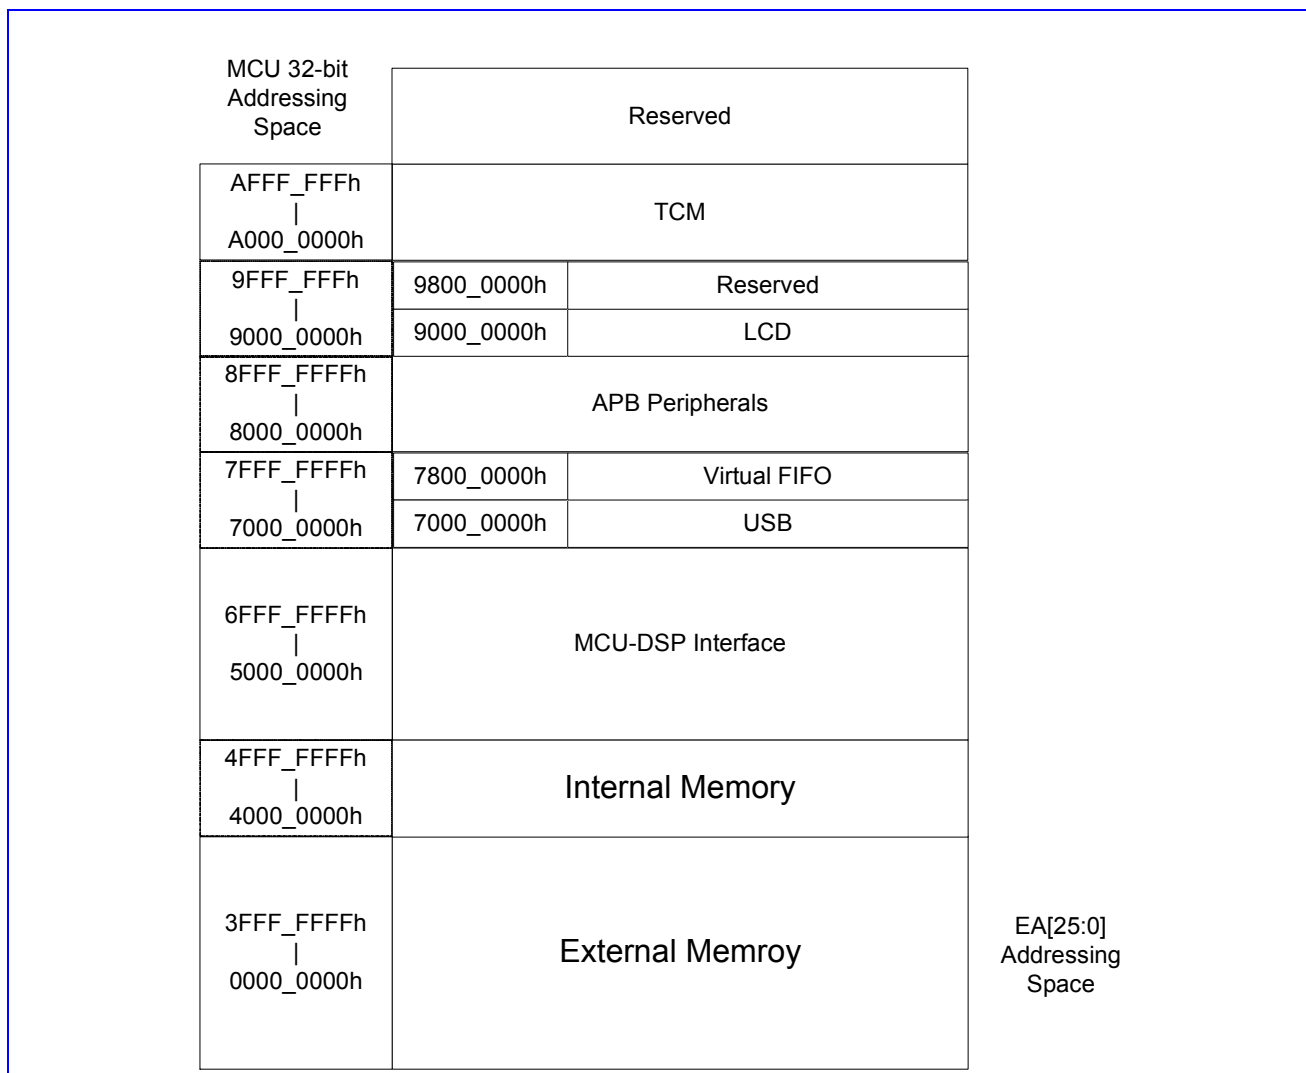 MCU 32-bit
Addressing
Space
Reserved
AFFF_FFFh
|
A000_0000h
TCM
9FFF_FFFh
|
9000_0000h
9800_0000h
Reserved
9000_0000h
LCD
8FFF_FFFFh
|
8000_0000h
APB Peripherals
7FFF_FFFFh
|
7000_0000h
7800_0000h
Virtual FIFO
7000_0000h
USB
6FFF_FFFFh
|
5000_0000h
MCU-DSP Interface
4FFF_FFFFh
|
4000_0000h
Internal Memory
3FFF_FFFFh
|
0000_0000h
External Memroy
EA[25:0]
Addressing
Space